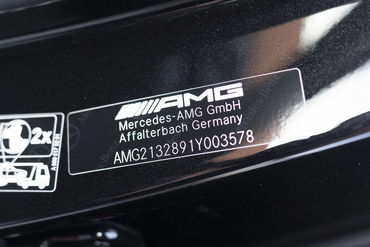 AMG
Mercedes-AMG GmbH
Affalterbach Germany
AMG2132891Y003578
2x